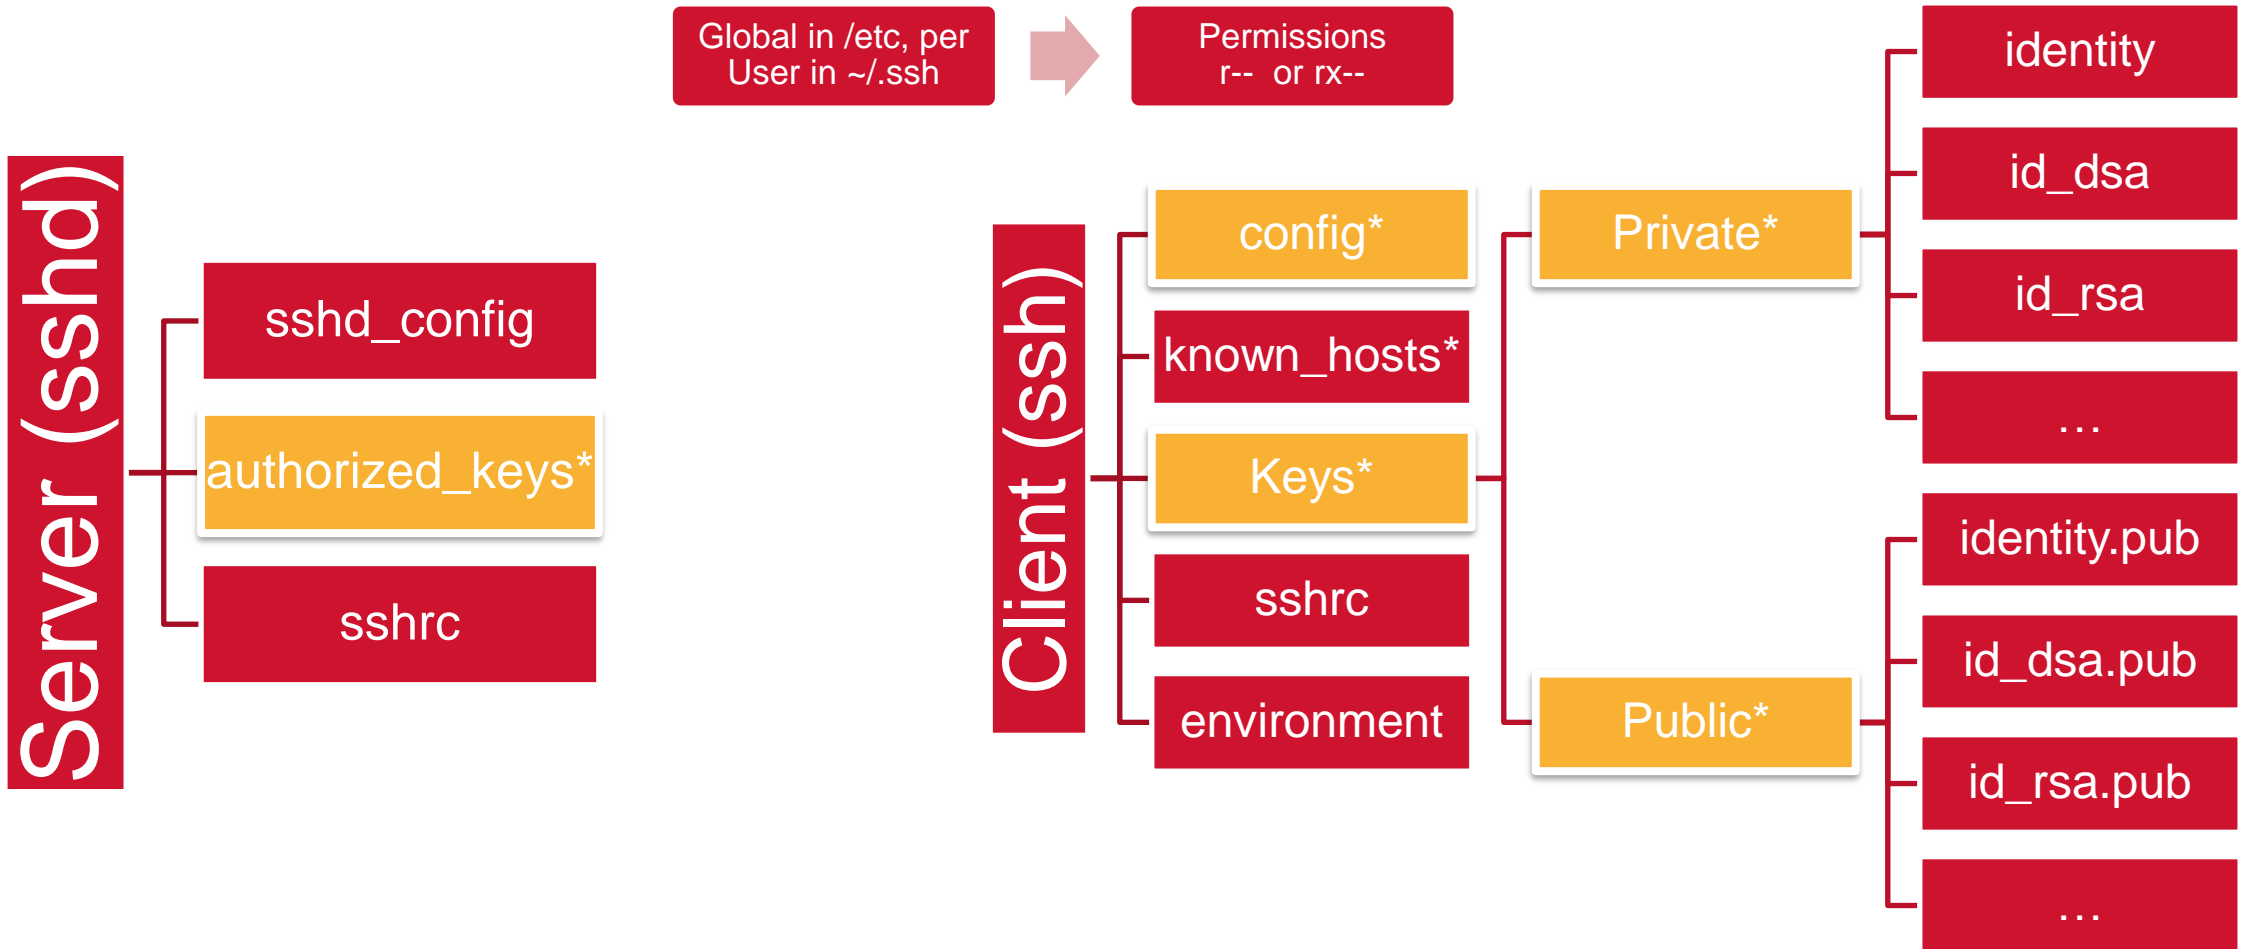 Global in /etc, per
User in ~/.ssh
Permissions
r-- or rx--
Server (sshd)
sshd_config
authorized_keys*
sshrc
Client (ssh)
config*
known_hosts*
Keys*
sshrc
environment
Private*
Public*
identity
id_dsa
id_rsa
…
identity.pub
id_dsa.pub
id_rsa.pub
…